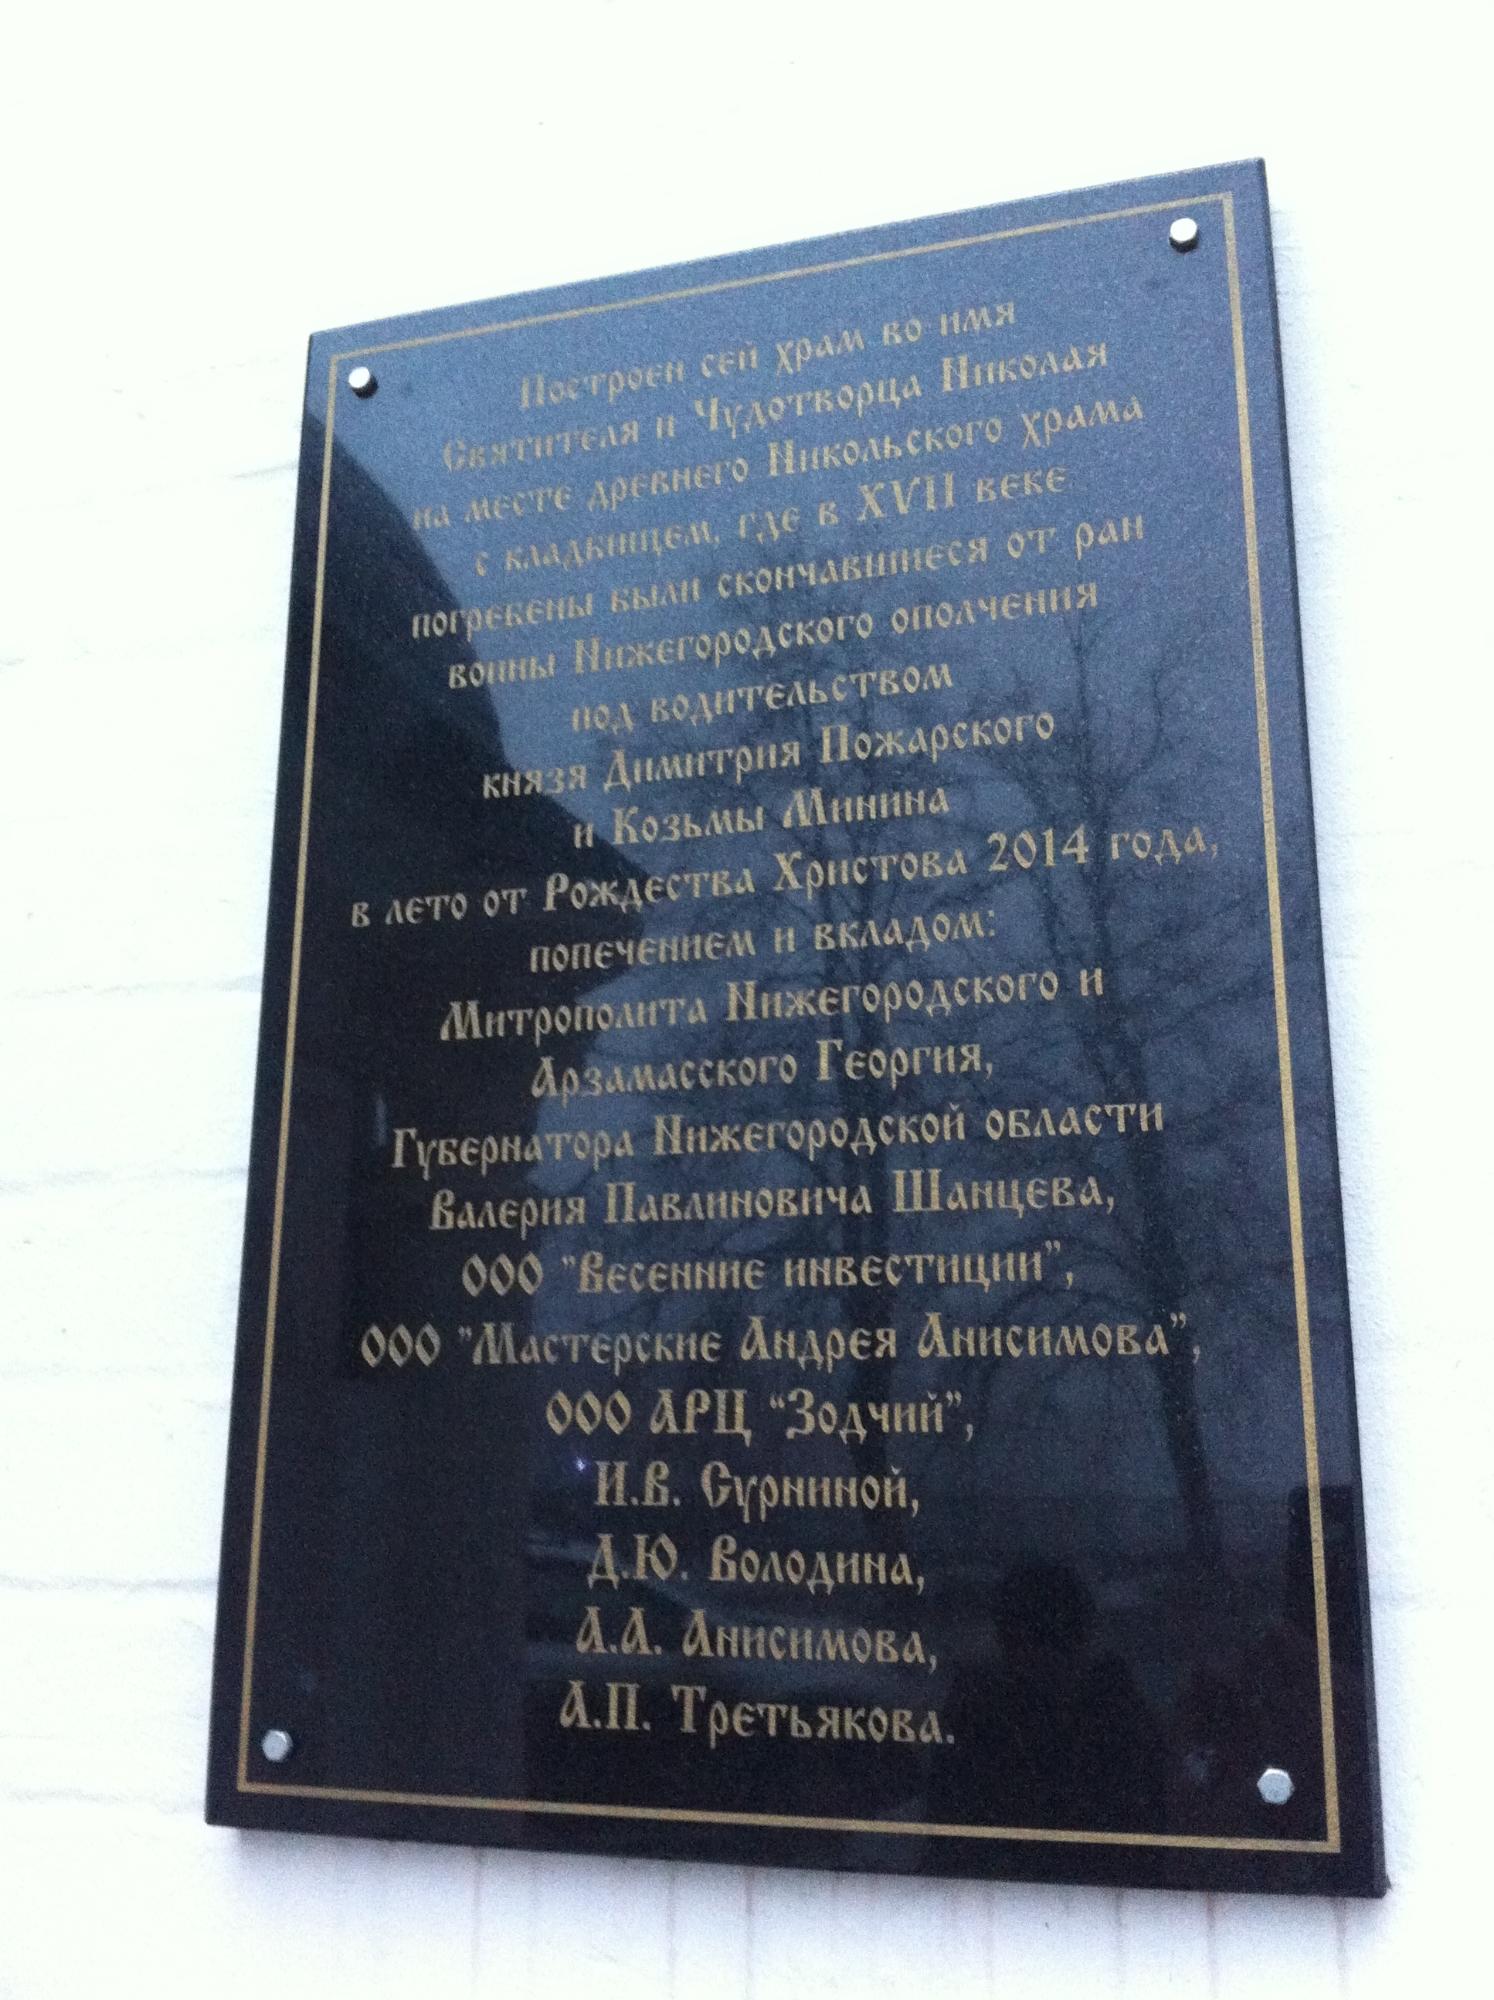 Построен сей храм во имя
Святителя и Чудотворца Николая
на месте древнего Никольского храма
с кладбищем, где в XVII веке
погребены были скончавшиеся от ран
воины Нижегородского ополчения
под водительством
князя Димитрия Пожарского
и Козьмы Минина
в лето от Рождества Христова 2014 года,
попечением и вкладом:
Митрополита Нижегородского и
Арзамасского Георгия,
Губернатора Нижегородской области
Валерия Павлиновича Шанцева,
ООО "Весенние инвестиции",
ООО "Мастерские Андрея Анисимова",
ООО АРЦ “Зодчий”,
И.В. Сурниной,
Д.Ю. Володина,
А.А. Анисимова,
А.П. Третьякова.